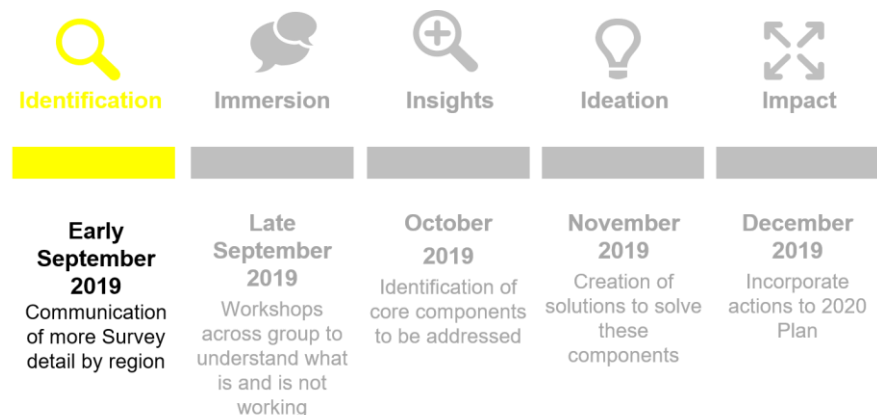 Identification
Immersion
Insights
Ideation
Impact
Early
September
2019
Communication
of more Survey
detail by region
Late
September
2019
Workshops
across group to
understand what
is and is not
working
October
2019
Identification of
core components
to be addressed
November
2019
Creation of
solutions to solve
these
components
December
2019
Incorporate
actions to 2020
Plan